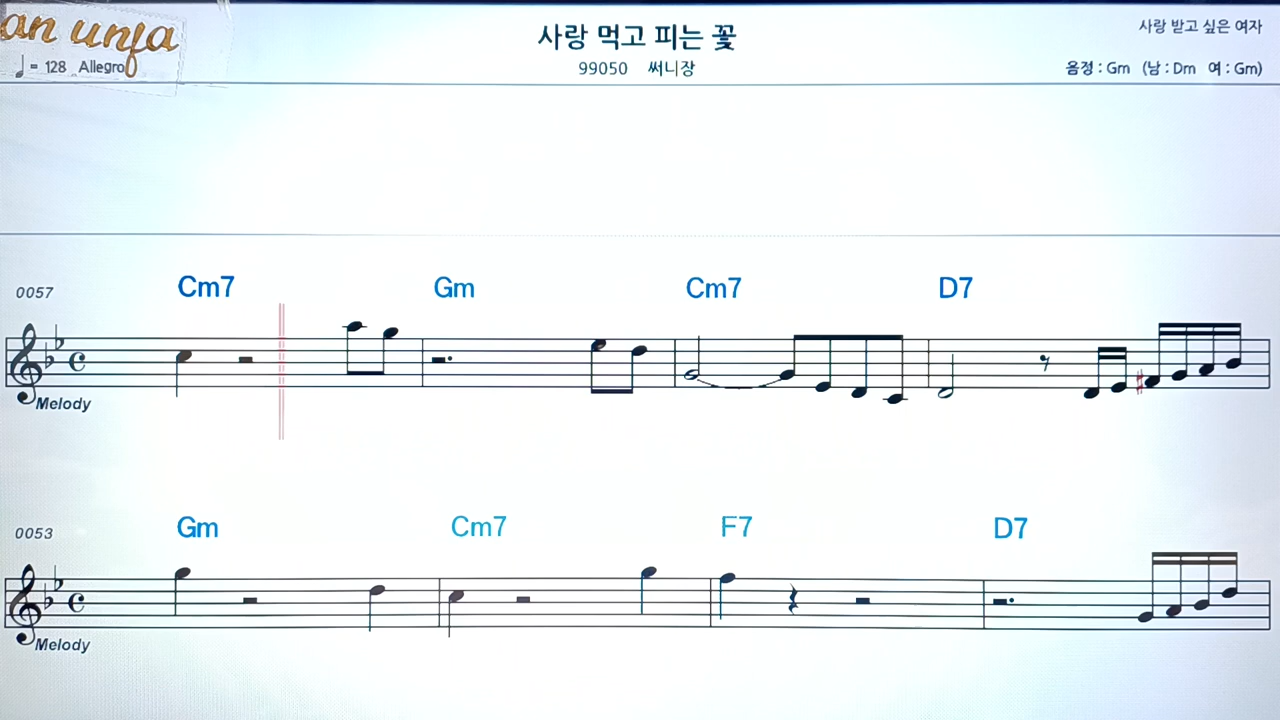 an unja
사랑 먹고 피는 꽃
사랑 받고 싶은 여자
♩ = 128 Allegro
99050 써니장
음정 : Gm (남 : Dm 여 : Gm)
Cm7 Gm Cm7 D7
0057
Melody
Gm Cm7 F7 D7
0053
Melody